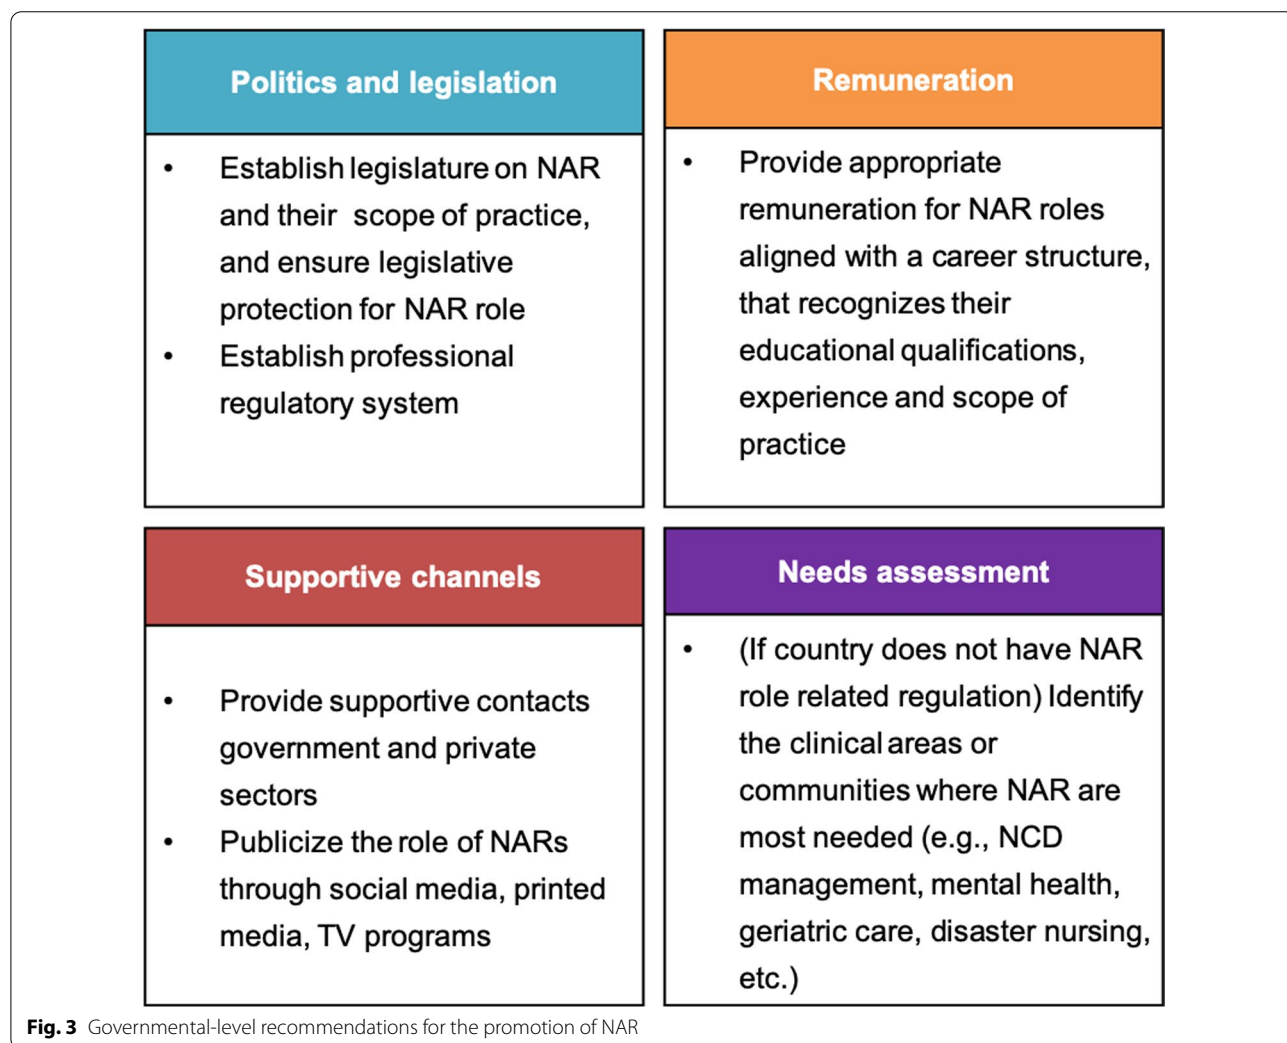 Politics and legislation
• Establish legislature on NAR
and their scope of practice,
and ensure legislative
protection for NAR role
• Establish professional
regulatory system
Remuneration
• Provide appropriate
remuneration for NAR roles
aligned with a career structure,
that recognizes their
educational qualifications,
experience and scope of
practice
Supportive channels
• Provide supportive contacts
government and private
sectors
• Publicize the role of NARs
through social media, printed
media, TV programs
Needs assessment
• (If country does not have NAR
role related regulation) Identify
the clinical areas or
communities where NAR are
most needed (e.g., NCD
management, mental health,
geriatric care, disaster nursing,
etc.)
Fig. 3 Governmental-level recommendations for the promotion of NAR